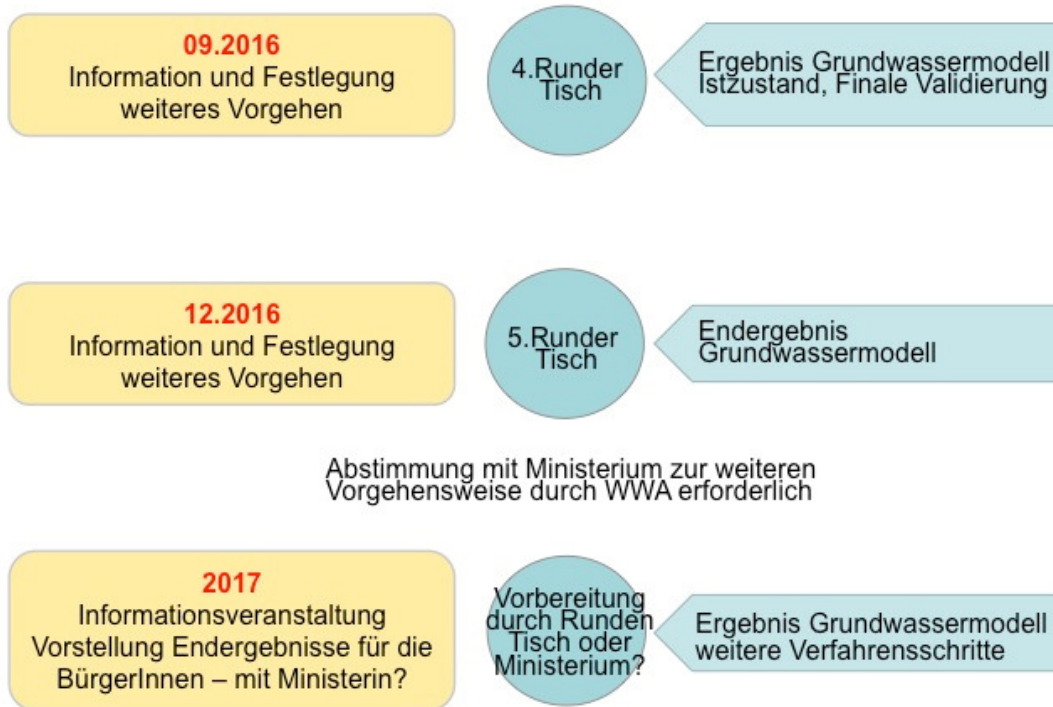 09.2016
Information und Festlegung
weiteres Vorgehen
4.Runder
Tisch
Ergebnis Grundwassermodell
Istzustand, Finale Validierung
12.2016
Information und Festlegung
weiteres Vorgehen
5.Runder
Tisch
Endergebnis
Grundwassermodell
Abstimmung mit Ministerium zur weiteren
Vorgehensweise durch WWA erforderlich
2017
Informationsveranstaltung
Vorstellung Endergebnisse für die
BürgerInnen – mit Ministerin?
Vorbereitung
durch Runden
Tisch oder
Ministerium?
Ergebnis Grundwassermodell
weitere Verfahrensschritte